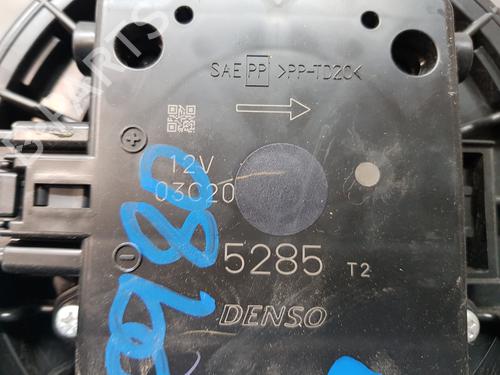 SAE PP >PP-TD20<
12V
03C20
5285 T2
DENSO